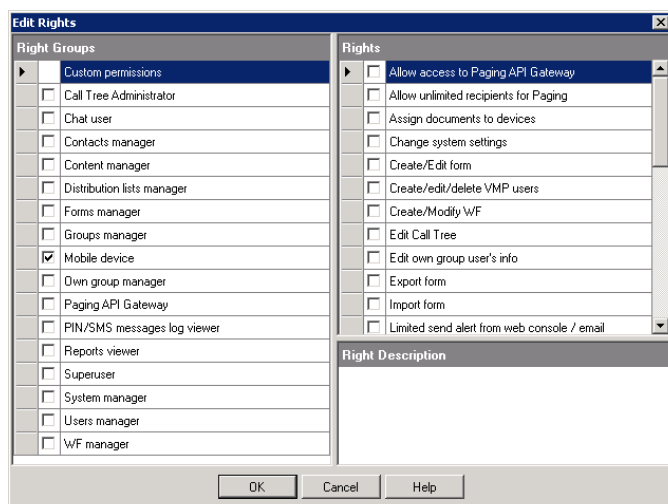 Edit Rights
Right Groups
Custom permissions
Call Tree Administrator
Chat user
Contacts manager
Content manager
Distribution lists manager
Forms manager
Groups manager
Mobile device
Own group manager
Paging API Gateway
PIN/SMS messages log viewer
Reports viewer
Superuser
System manager
Users manager
WF manager
Rights
Allow access to Paging API Gateway
Allow unlimited recipients for Paging
Assign documents to devices
Change system settings
Create/Edit form
Create/edit/delete VMP users
Create/Modify WF
Edit Call Tree
Edit own group user's info
Export form
Import form
Limited send alert from web console / email
Right Description
OK
Cancel
Help